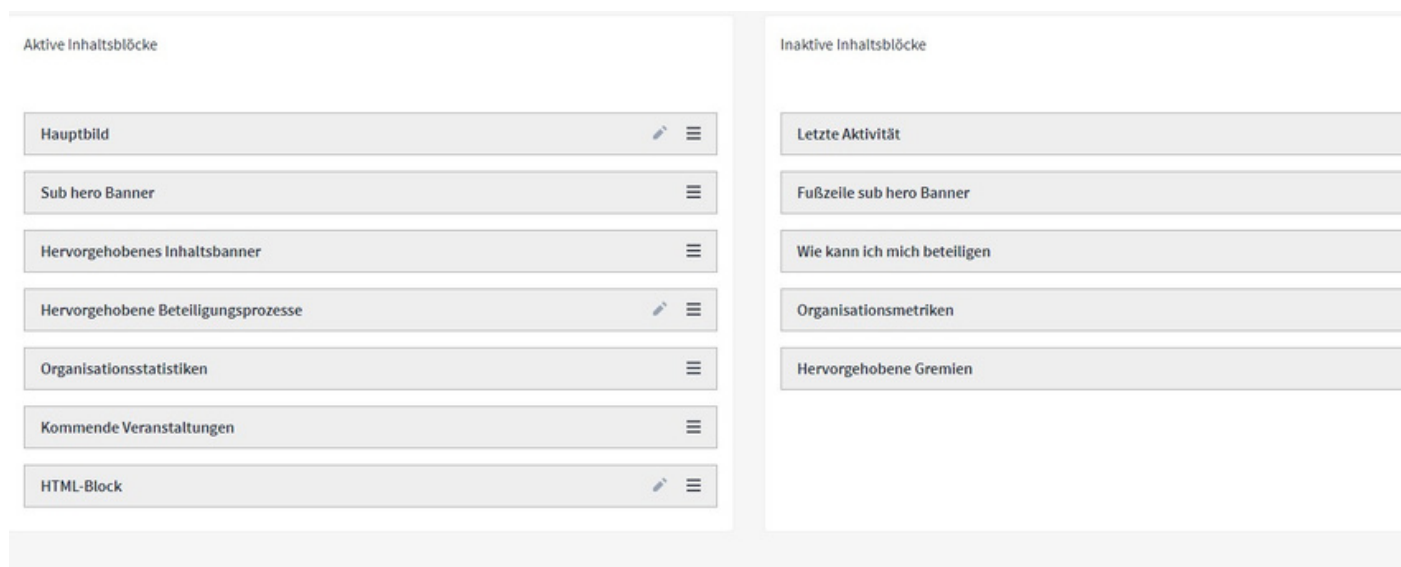 Aktive Inhaltsblöcke
Hauptbild
Sub hero Banner
Hervorgehobenes Inhaltsbanner
Hervorgehobene Beteiligungsprozesse
Organisationsstatistiken
Kommende Veranstaltungen
HTML-Block
Inaktive Inhaltsblöcke
Letzte Aktivität
Fußzeile sub hero Banner
Wie kann ich mich beteiligen
Organisationsmetriken
Hervorgehobene Gremien